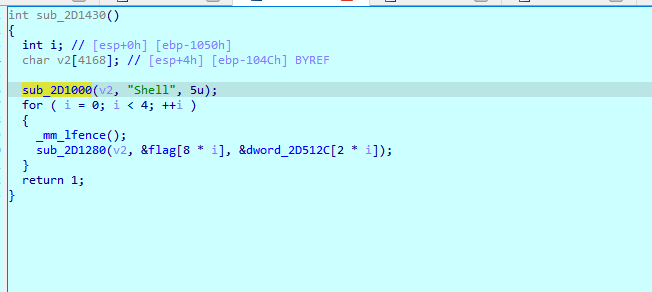 int sub_2D1430()
{
int i; // [esp+0h] [ebp-1050h]
char v2[4168]; // [esp+4h] [ebp-104Ch] BYREF
sub_2D1000(v2, "Shell", 5u);
for ( i = 0; i < 4; ++i )
{
_mm_lfence();
sub_2D1280(v2, &flag[8 * i], &dword_2D512C[2 * i]);
}
return 1;
}